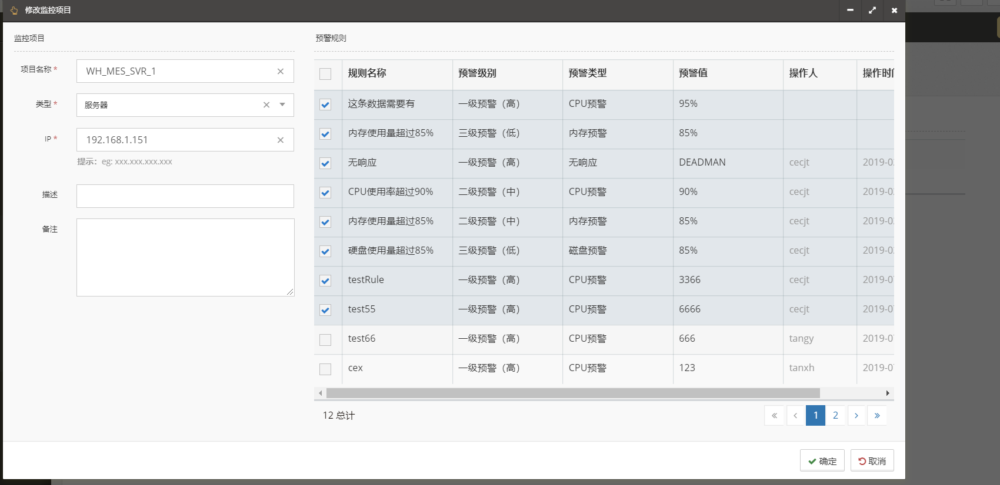 修改监控项目
监控项目
项目名称 *
WH_MES_SVR_1
类型 *
服务器
IP *
192.168.1.151
提示：eg: xxx.xxx.xxx.xxx
描述
备注
预警规则
规则名称 预警级别 预警类型 预警值 操作人 操作时间
这条数据需要有 一级预警（高） CPU预警 95%
内存使用量超过85% 三级预警（低） 内存预警 85%
无响应 一级预警（高） 无响应 DEADMAN cecjt 2019-0
CPU使用率超过90% 二级预警（中） CPU预警 90% cecjt 2019-0
内存使用量超过85% 二级预警（中） 内存预警 85% cecjt 2019-0
硬盘使用量超过85% 三级预警（低） 磁盘预警 85% cecjt 2019-0
testRule 一级预警（高） CPU预警 3366 cecjt 2019-0
test55 一级预警（高） CPU预警 6666 cecjt 2019-0
test66 一级预警（高） CPU预警 666 tangy 2019-0
cex 一级预警（高） CPU预警 123 tanxh 2019-0
12 总计
« ‹ 1 2 › »
确定 取消